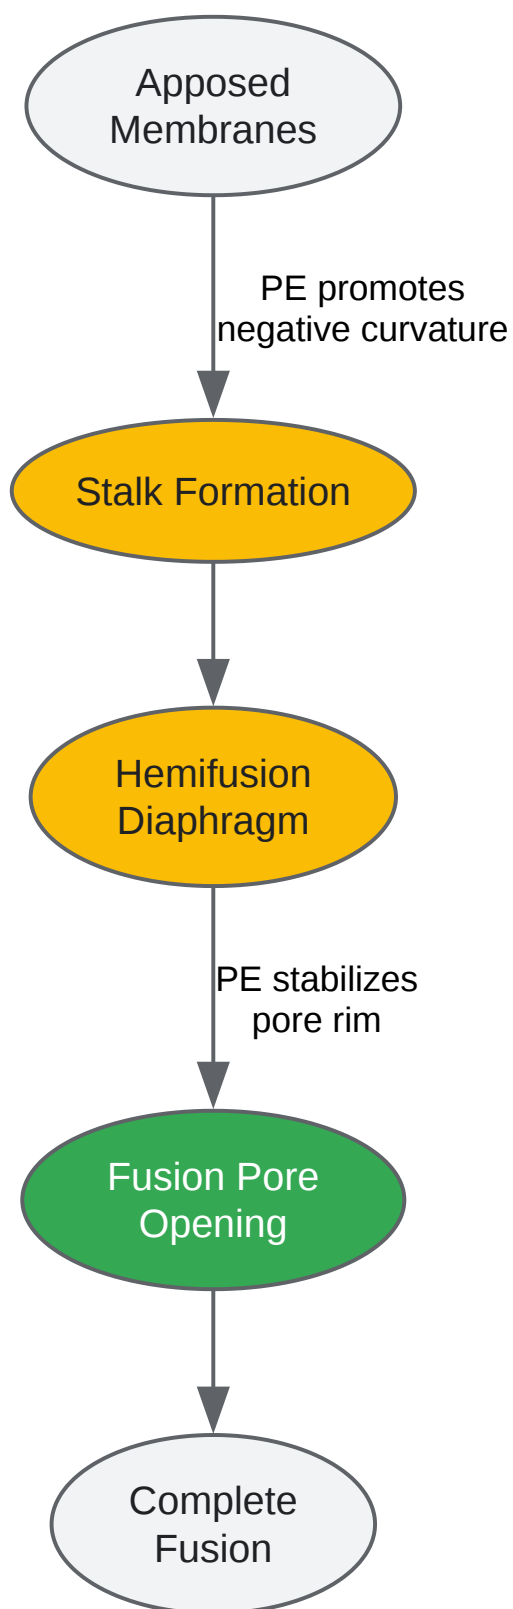 Apposed
Membranes
PE promotes
negative curvature
Stalk Formation
Hemifusion
Diaphragm
PE stabilizes
pore rim
Fusion Pore
Opening
Complete
Fusion